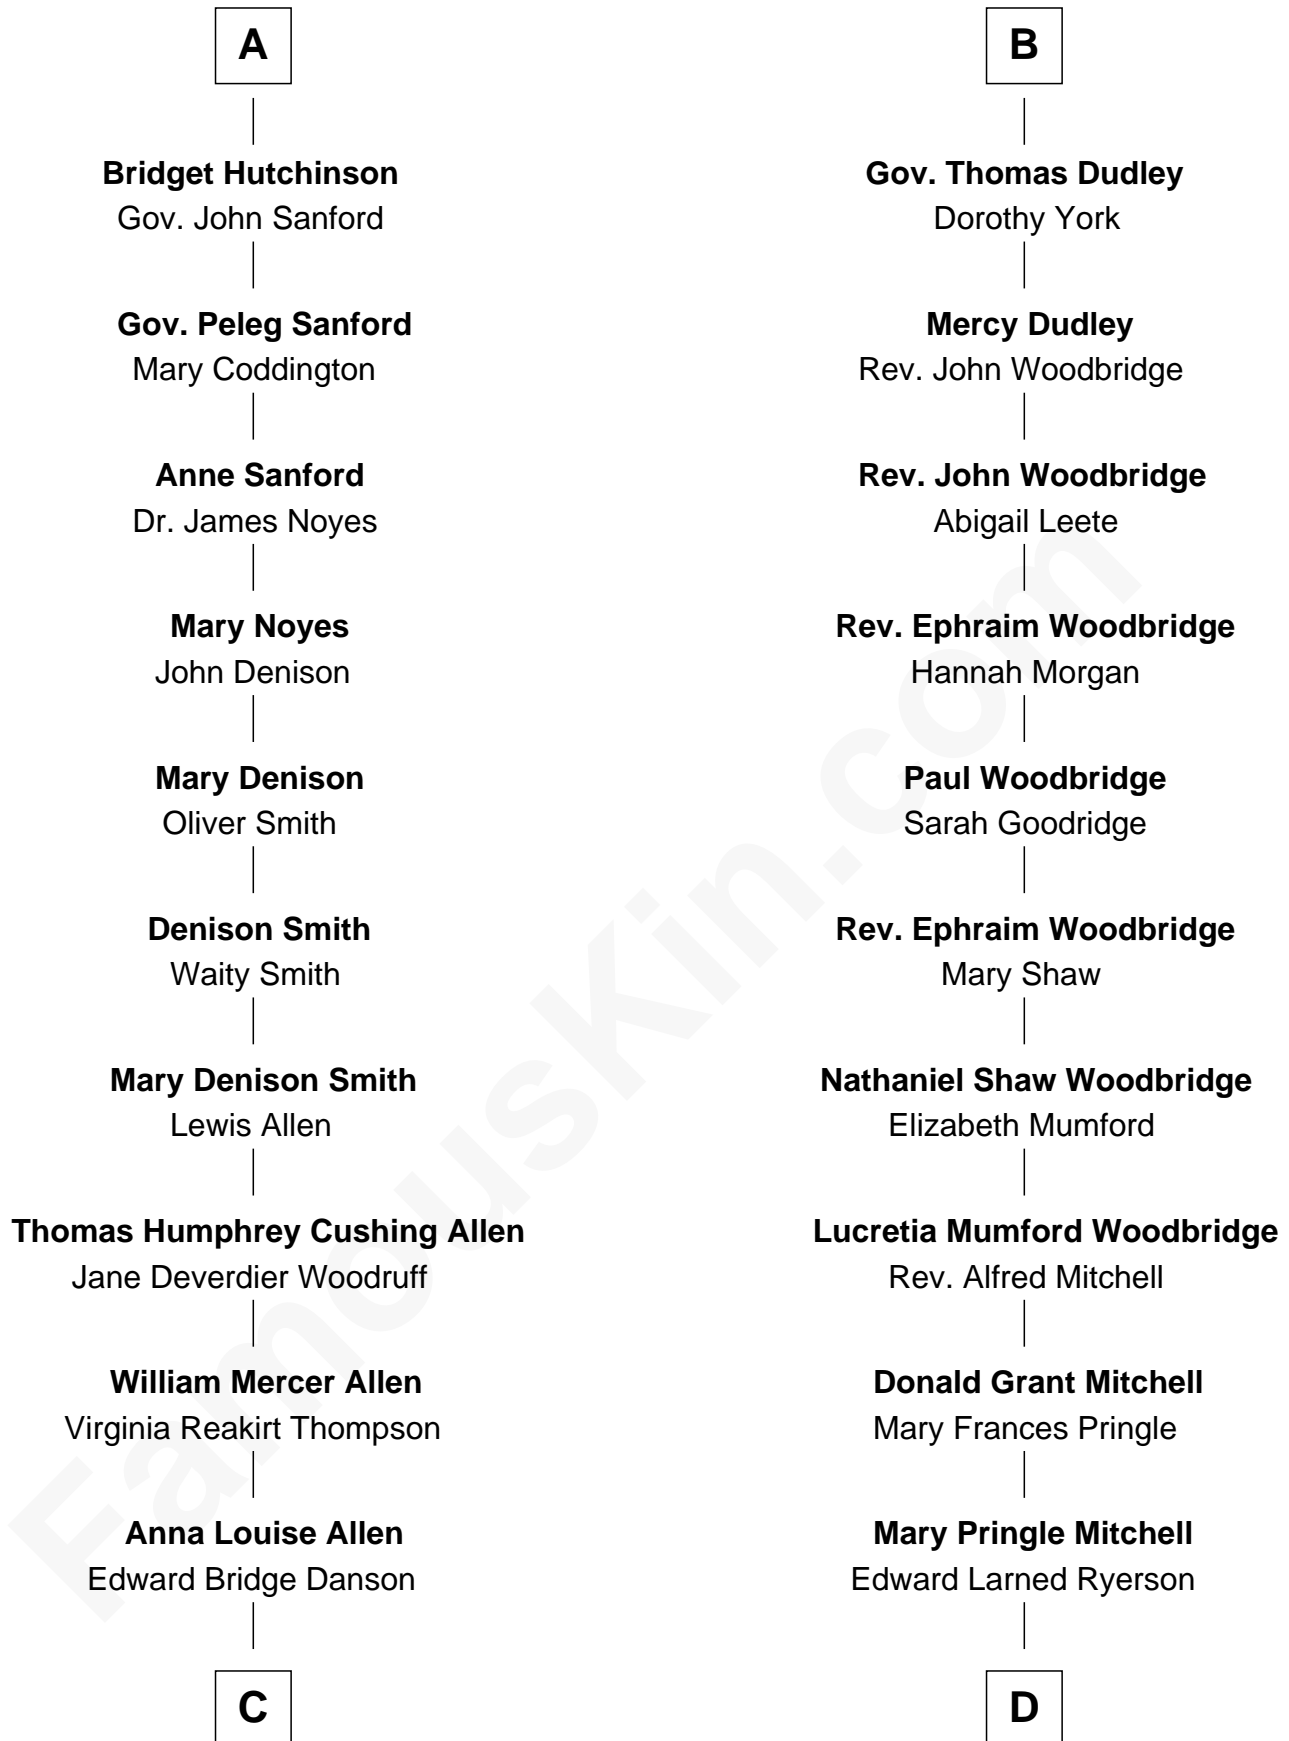 A
Bridget Hutchinson
Gov. John Sanford
Gov. Peleg Sanford
Mary Coddington
Anne Sanford
Dr. James Noyes
Mary Noyes
John Denison
Mary Denison
Oliver Smith
Denison Smith
Waity Smith
Mary Denison Smith
Lewis Allen
Thomas Humphrey Cushing Allen
Jane Deverdier Woodruff
William Mercer Allen
Virginia Reakirt Thompson
Anna Louise Allen
Edward Bridge Danson
C
B
Gov. Thomas Dudley
Dorothy York
Mercy Dudley
Rev. John Woodbridge
Rev. John Woodbridge
Abigail Leete
Rev. Ephraim Woodbridge
Hannah Morgan
Paul Woodbridge
Sarah Goodridge
Rev. Ephraim Woodbridge
Mary Shaw
Nathaniel Shaw Woodbridge
Elizabeth Mumford
Lucretia Mumford Woodbridge
Rev. Alfred Mitchell
Donald Grant Mitchell
Mary Frances Pringle
Mary Pringle Mitchell
Edward Larned Ryerson
D
FamousKin.com